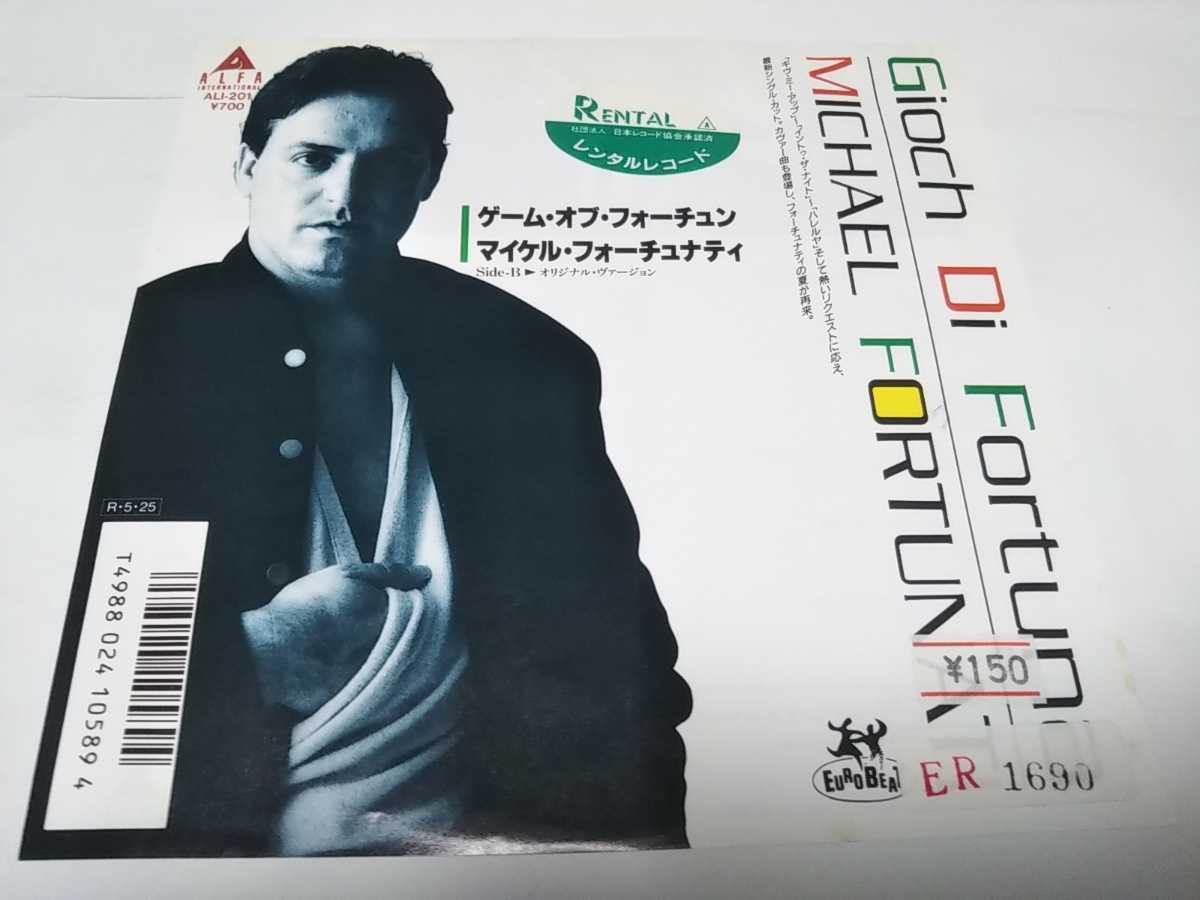 ALFA
INTERNATIONAL
ALI-201
¥700
RENTAL
社団法人 日本レコード協会承認済
レンタルレコード
ゲーム・オブ・フォーチュン
マイケル・フォーチュナティ
Side-B ▶ オリジナル・ヴァージョン
Gioch Di Fortun
MICHAEL FORTUNAT
「ギヴ・ミー・アップ」「イントゥ・ザ・ナイト」「ハレルヤ」そして熱いリクエストに応え、
最新シングル・カット。カヴァー曲も登場し、フォーチュナティの夏が再来。
R・5・25
T4988 024 10589 4
¥150
EUROBEAT
ER 1690